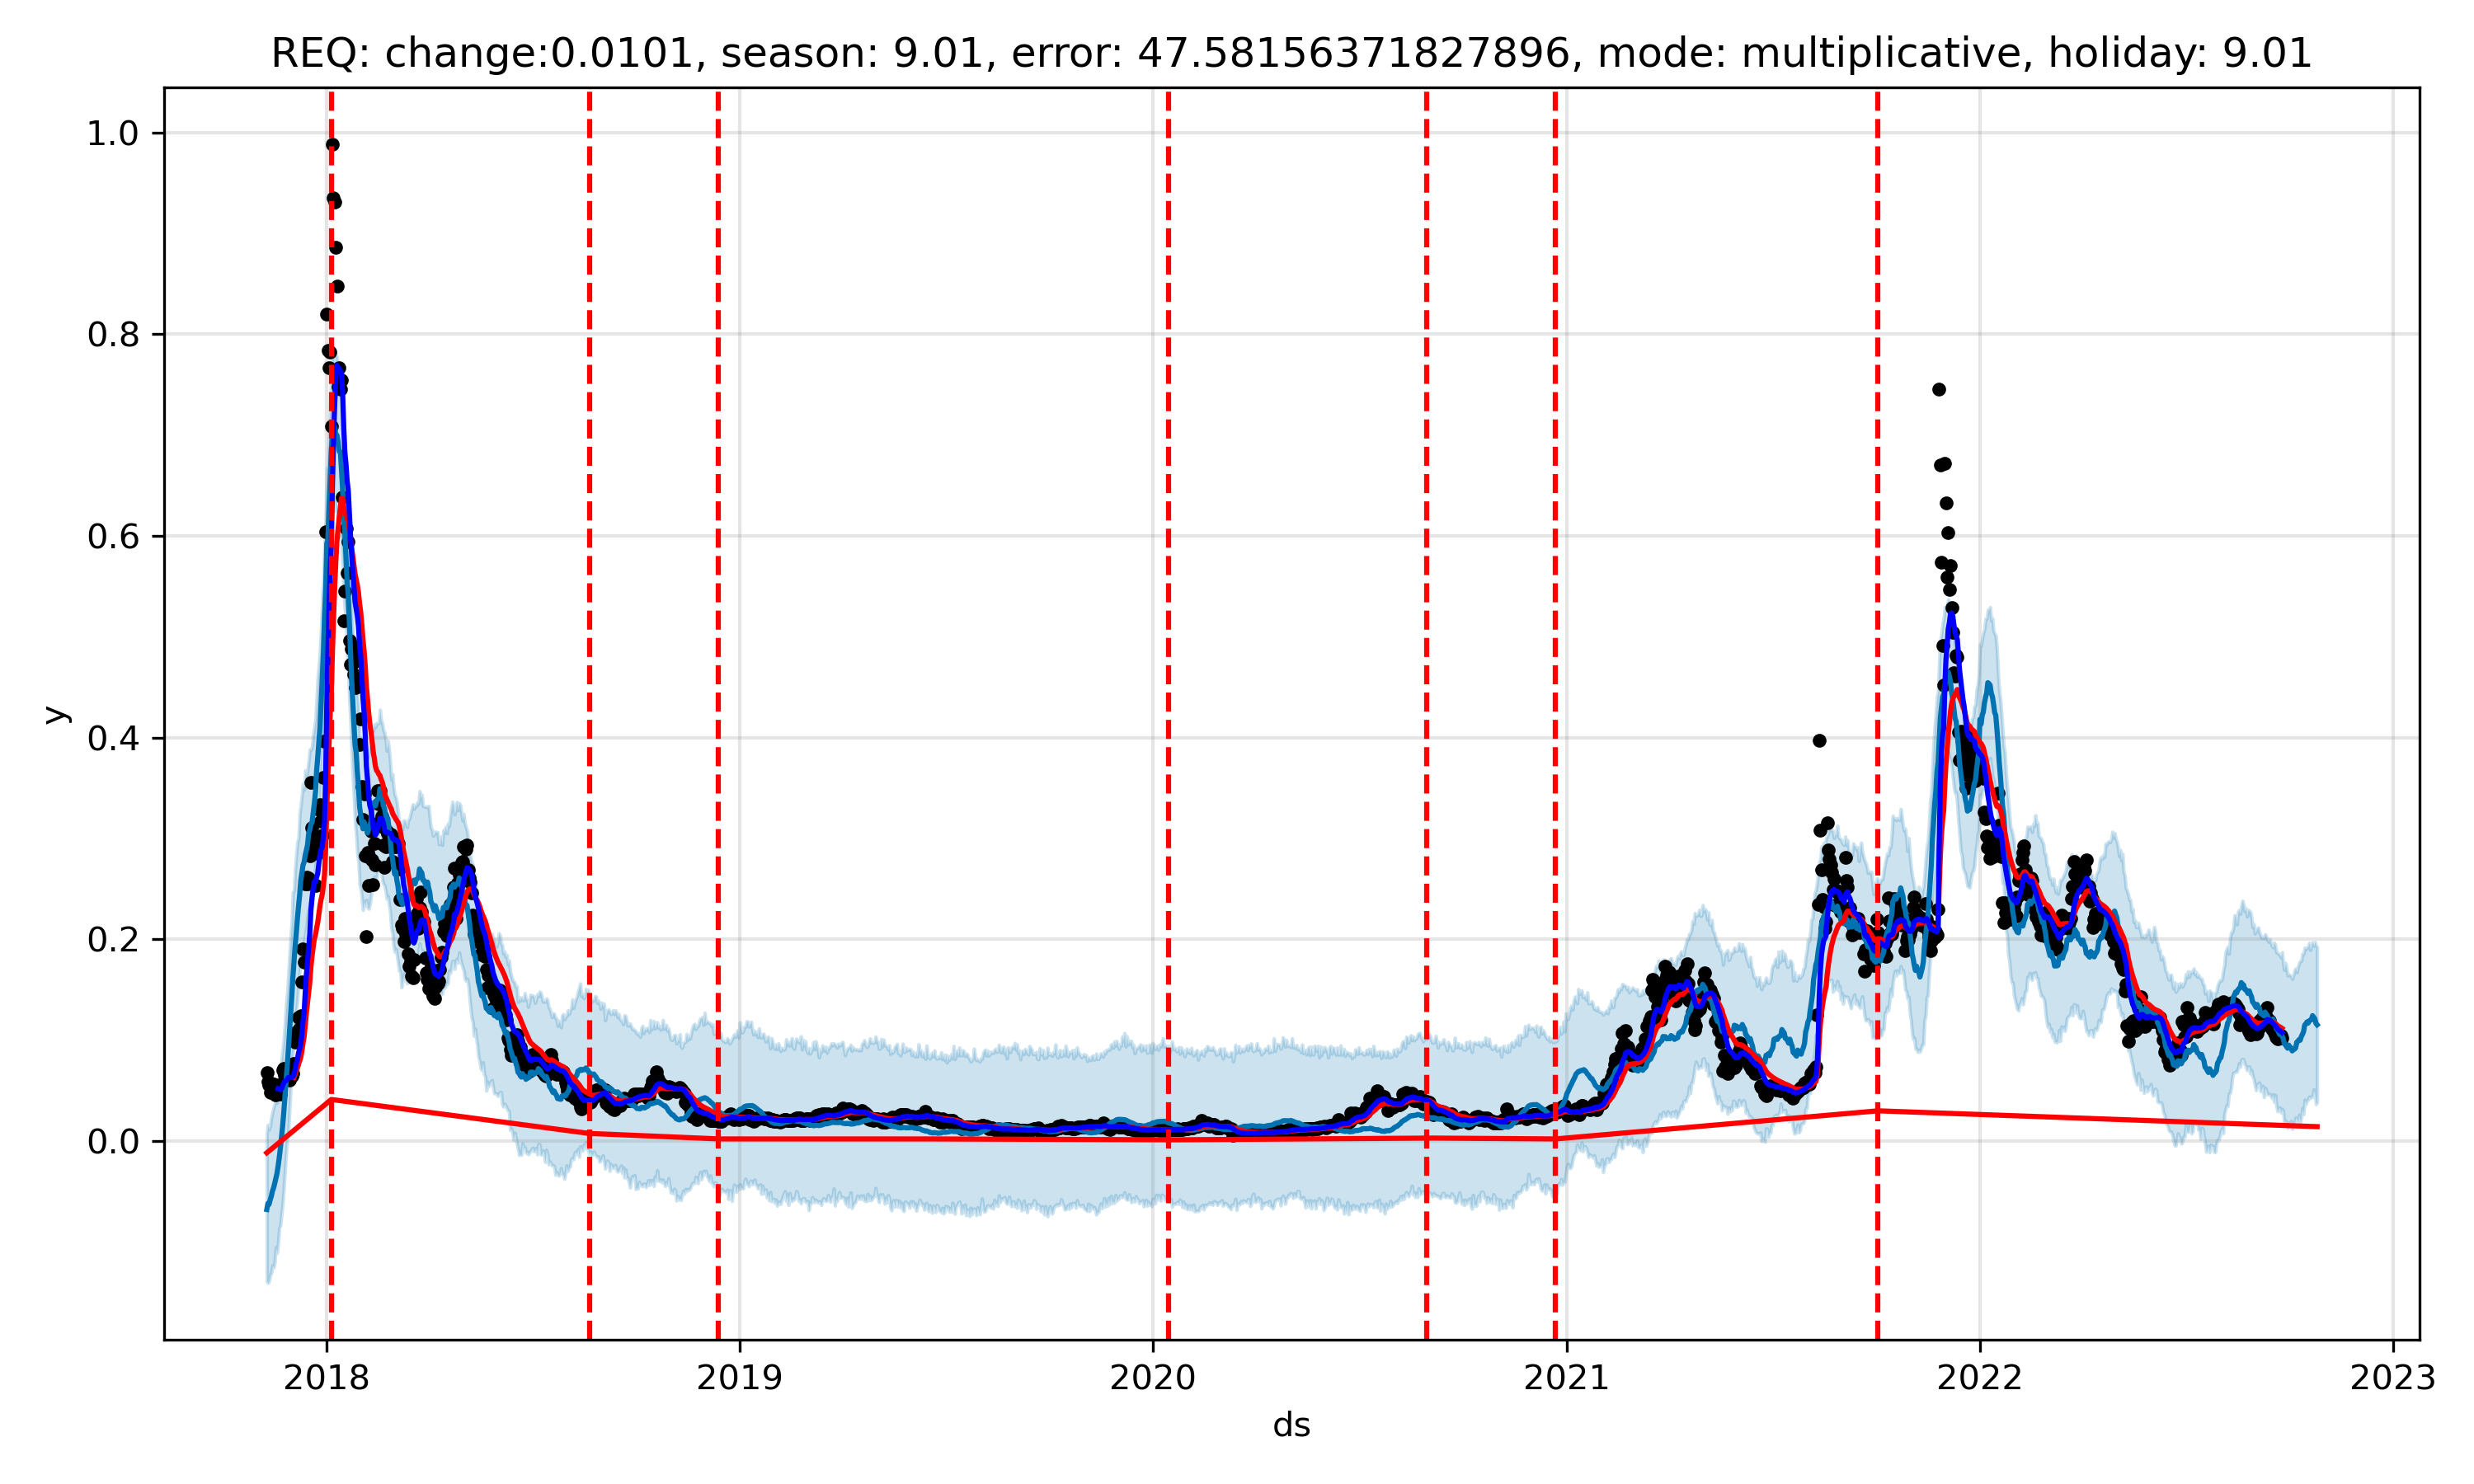 REQ: change:0.0101, season: 9.01, error: 47.58156371827896, mode: multiplicative, holiday: 9.01
1.0
0.8
0.6
0.4
0.2
0.0
y
2018 2019 2020 2021 2022 2023
ds